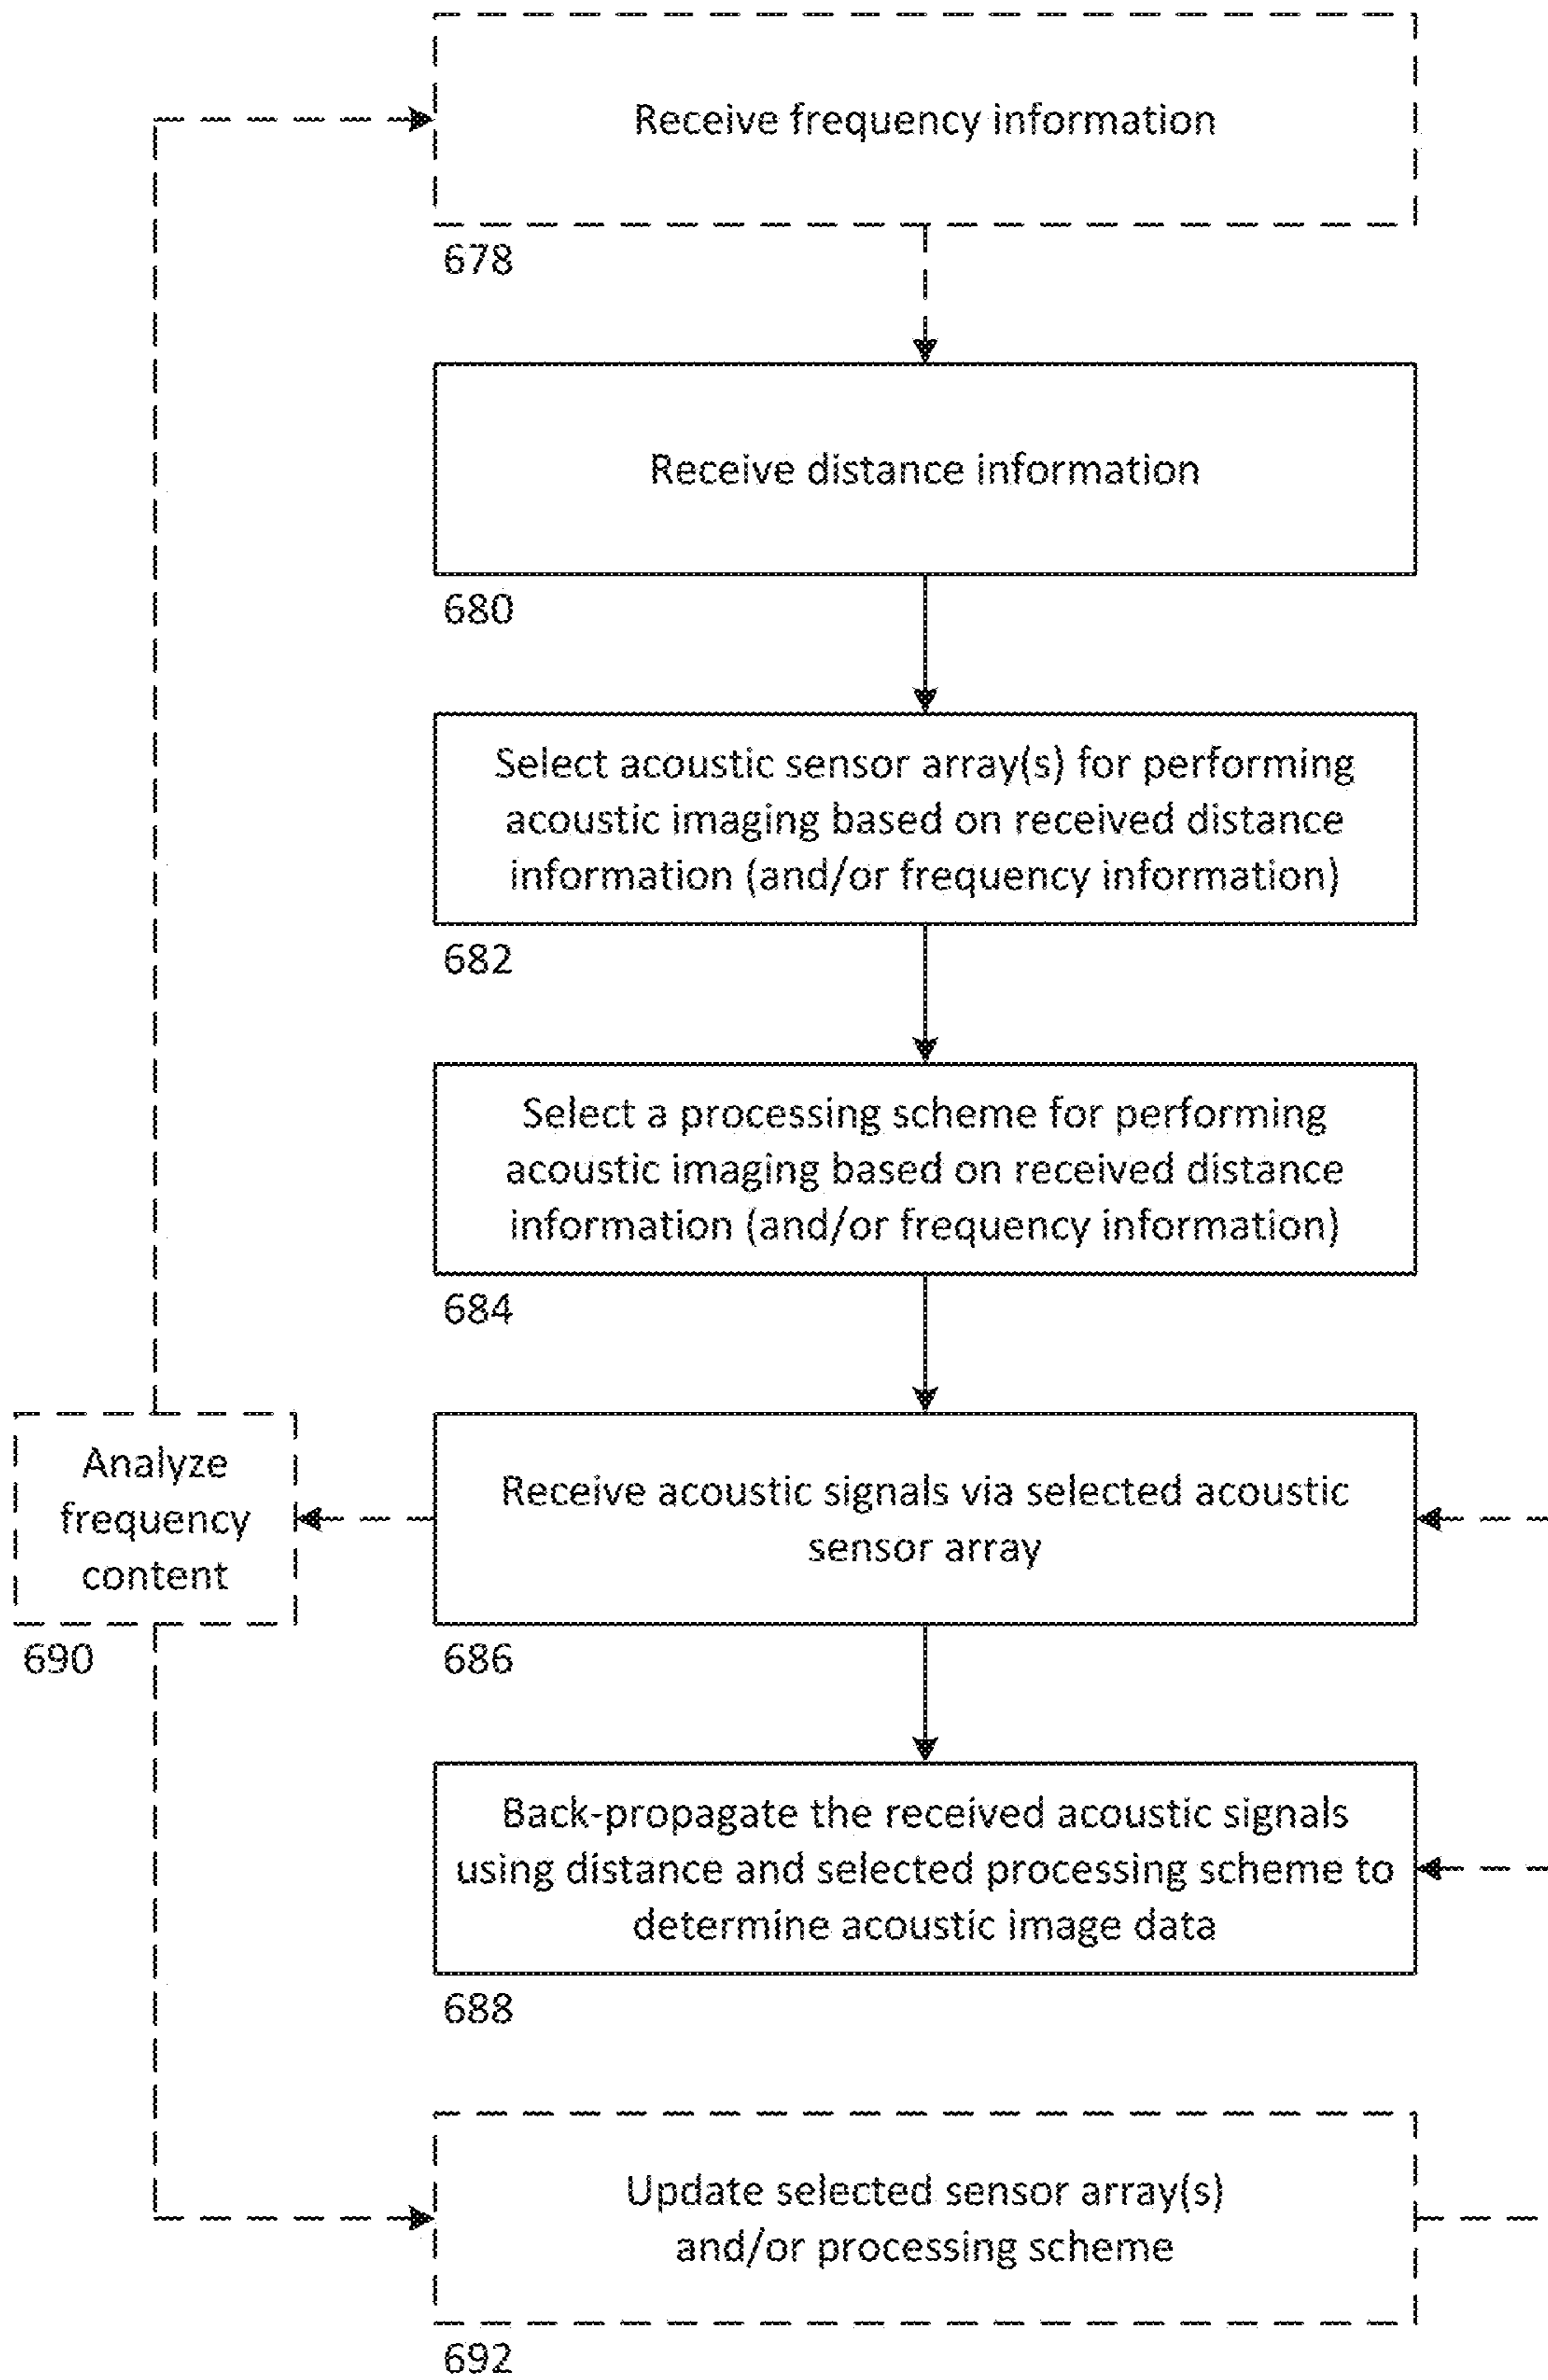 Receive frequency information
678
Receive distance information
680
Select acoustic sensor array(s) for performing
acoustic imaging based on received distance
information (and/or frequency information)
682
Select a processing scheme for performing
acoustic imaging based on received distance
information (and/or frequency information)
684
Analyze
frequency
content
690
Receive acoustic signals via selected acoustic
sensor array
686
Back-propagate the received acoustic signals
using distance and selected processing scheme to
determine acoustic image data
688
Update selected sensor array(s)
and/or processing scheme
692